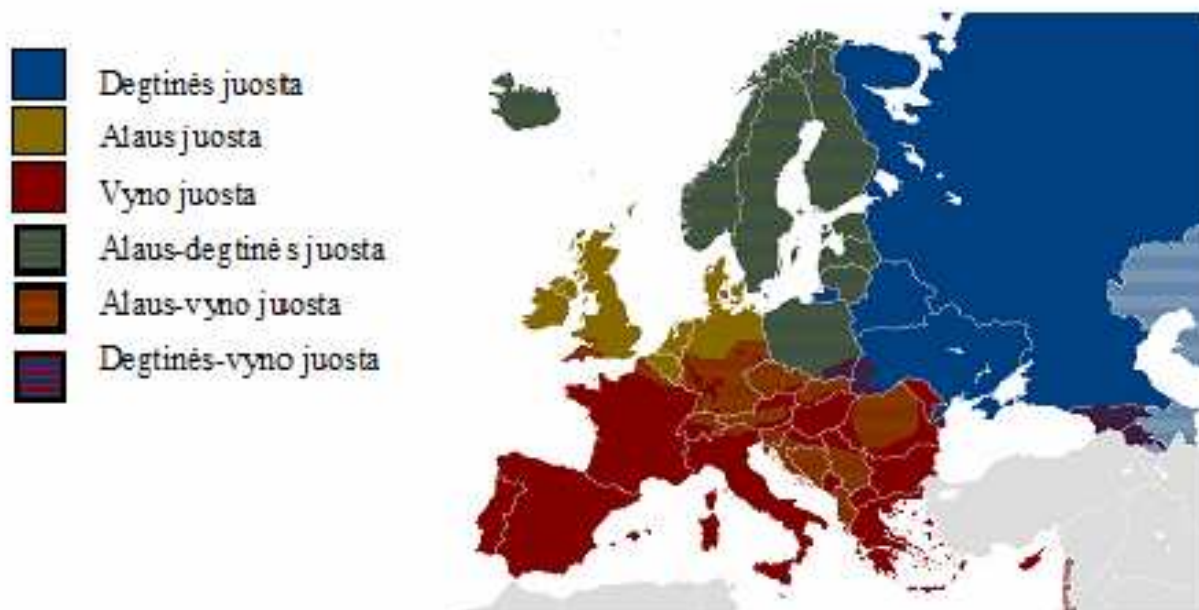 Degtinės juosta
Alaus juosta
Vyno juosta
Alaus-degtinės juosta
Alaus-vyno juosta
Degtinės-vyno juosta